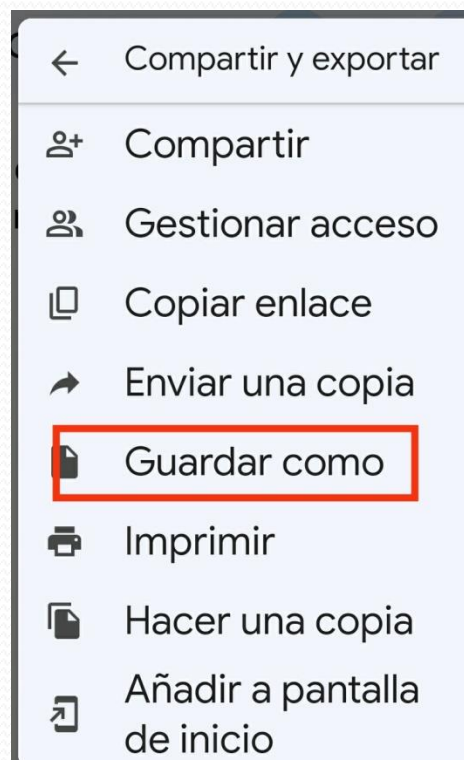 Compartir y exportar
Compartir
Gestionar acceso
Copiar enlace
Enviar una copia
Guardar como
Imprimir
Hacer una copia
Añadir a pantalla
de inicio